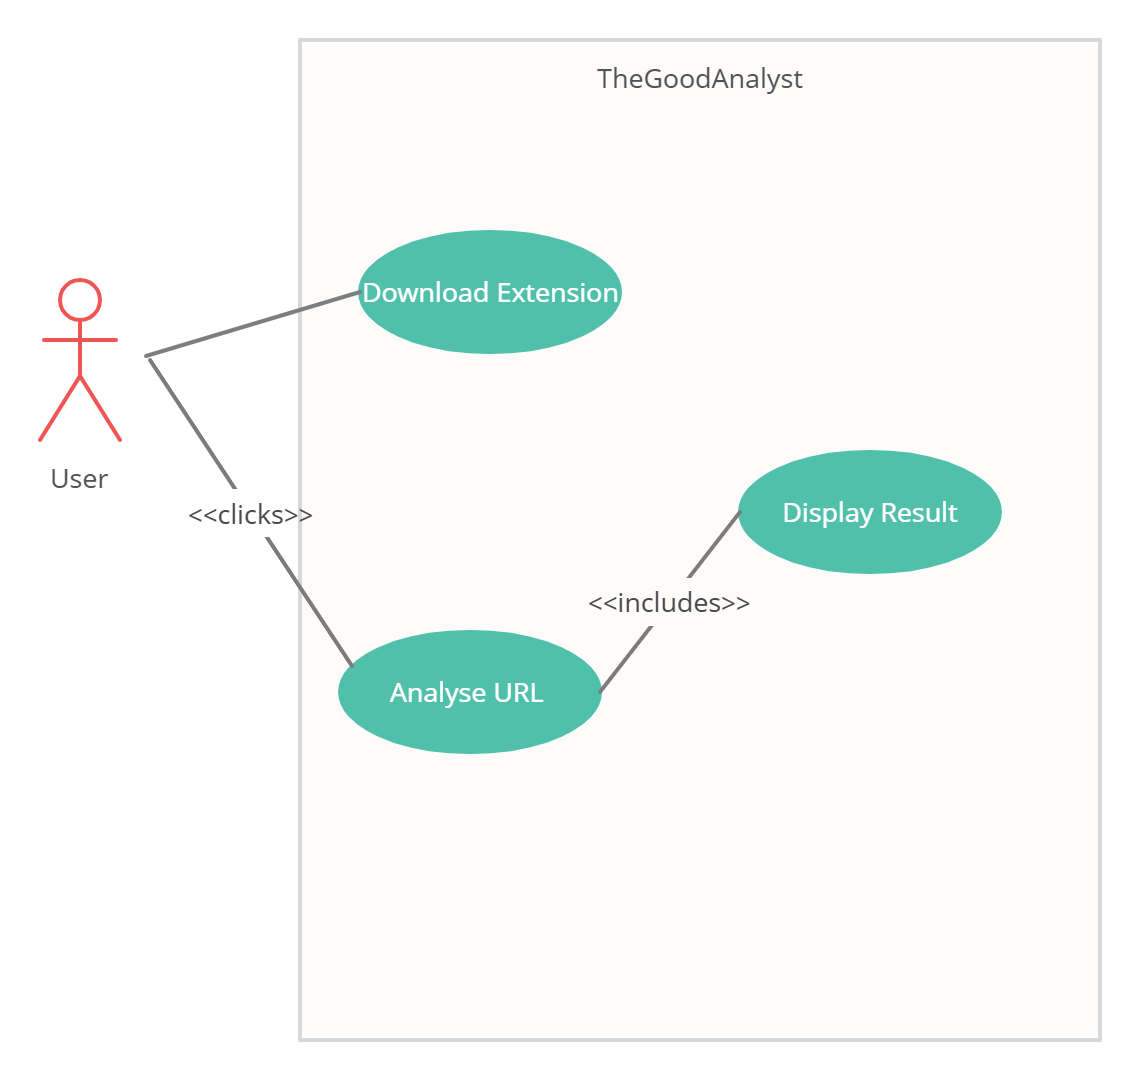 TheGoodAnalyst
Download Extension
User
<<clicks>>
Display Result
<<includes>>
Analyse URL